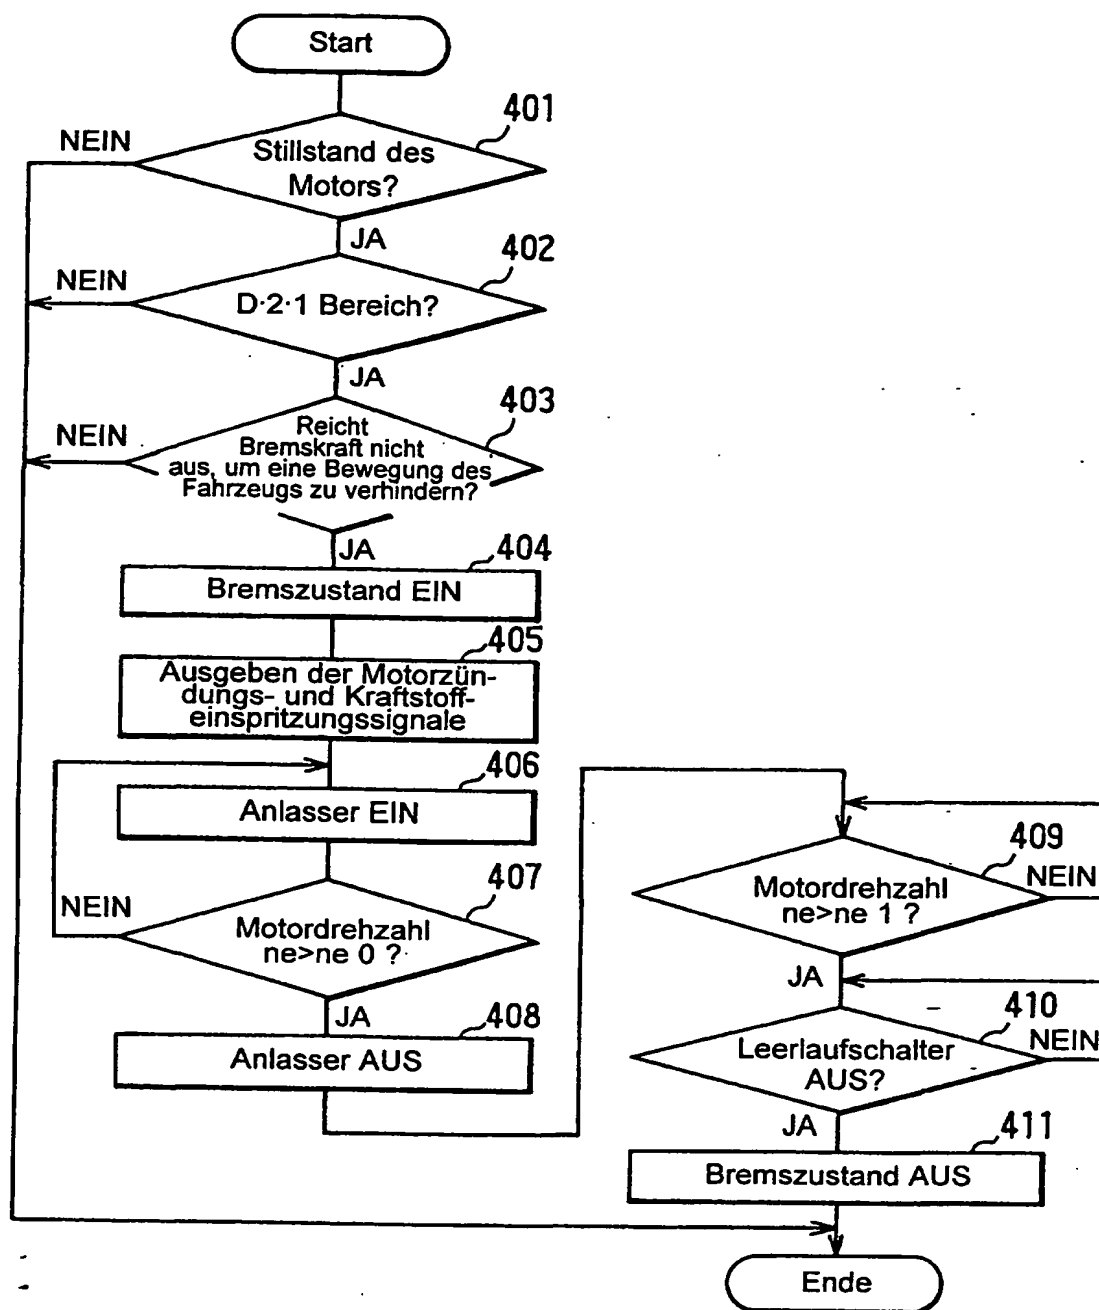 Start
401
NEIN
Stillstand des
Motors?
JA
402
NEIN
D·2·1 Bereich?
JA
403
NEIN
Reicht
Bremskraft nicht
aus, um eine Bewegung des
Fahrzeugs zu verhindern?
JA
404
Bremszustand EIN
405
Ausgeben der Motorzün-
dungs- und Kraftstoff-
einspritzungssignale
406
Anlasser EIN
407
NEIN
Motordrehzahl
ne>ne 0 ?
JA
408
Anlasser AUS
409
NEIN
Motordrehzahl
ne>ne 1 ?
JA
410
NEIN
Leerlaufschalter
AUS?
JA
411
Bremszustand AUS
Ende